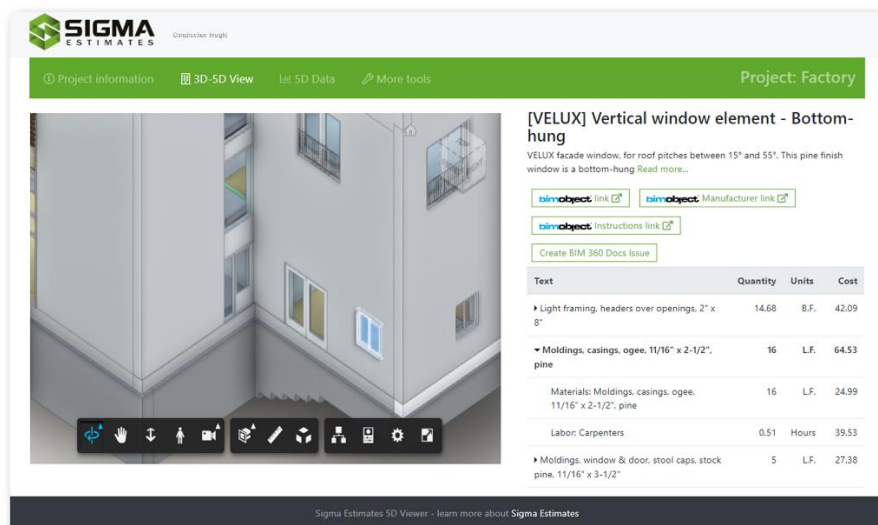 SIGMA
ESTIMATES
Construction Insight
Project information
3D-5D View
5D Data
More tools
Project: Factory
[VELUX] Vertical window element - Bottom-
hung
VELUX facade window, for roof pitches between 15° and 55°. This pine finish
window is a bottom-hung Read more...
bimobject link
bimobject Manufacturer link
bimobject Instructions link
Create BIM 360 Docs Issue
Text Quantity Units Cost
Light framing, headers over openings, 2" x 14.68 B.F. 42.09
8"
Moldings, casings, ogee, 11/16" x 2-1/2", 16 L.F. 64.53
pine
Materials: Moldings, casings, ogee, 16 L.F. 24.99
11/16" x 2-1/2", pine
Labor: Carpenters 0.51 Hours 39.53
Moldings, window & door, stool caps, stock 5 L.F. 27.38
pine, 11/16" x 3-1/2"
Sigma Estimates 5D Viewer - learn more about Sigma Estimates